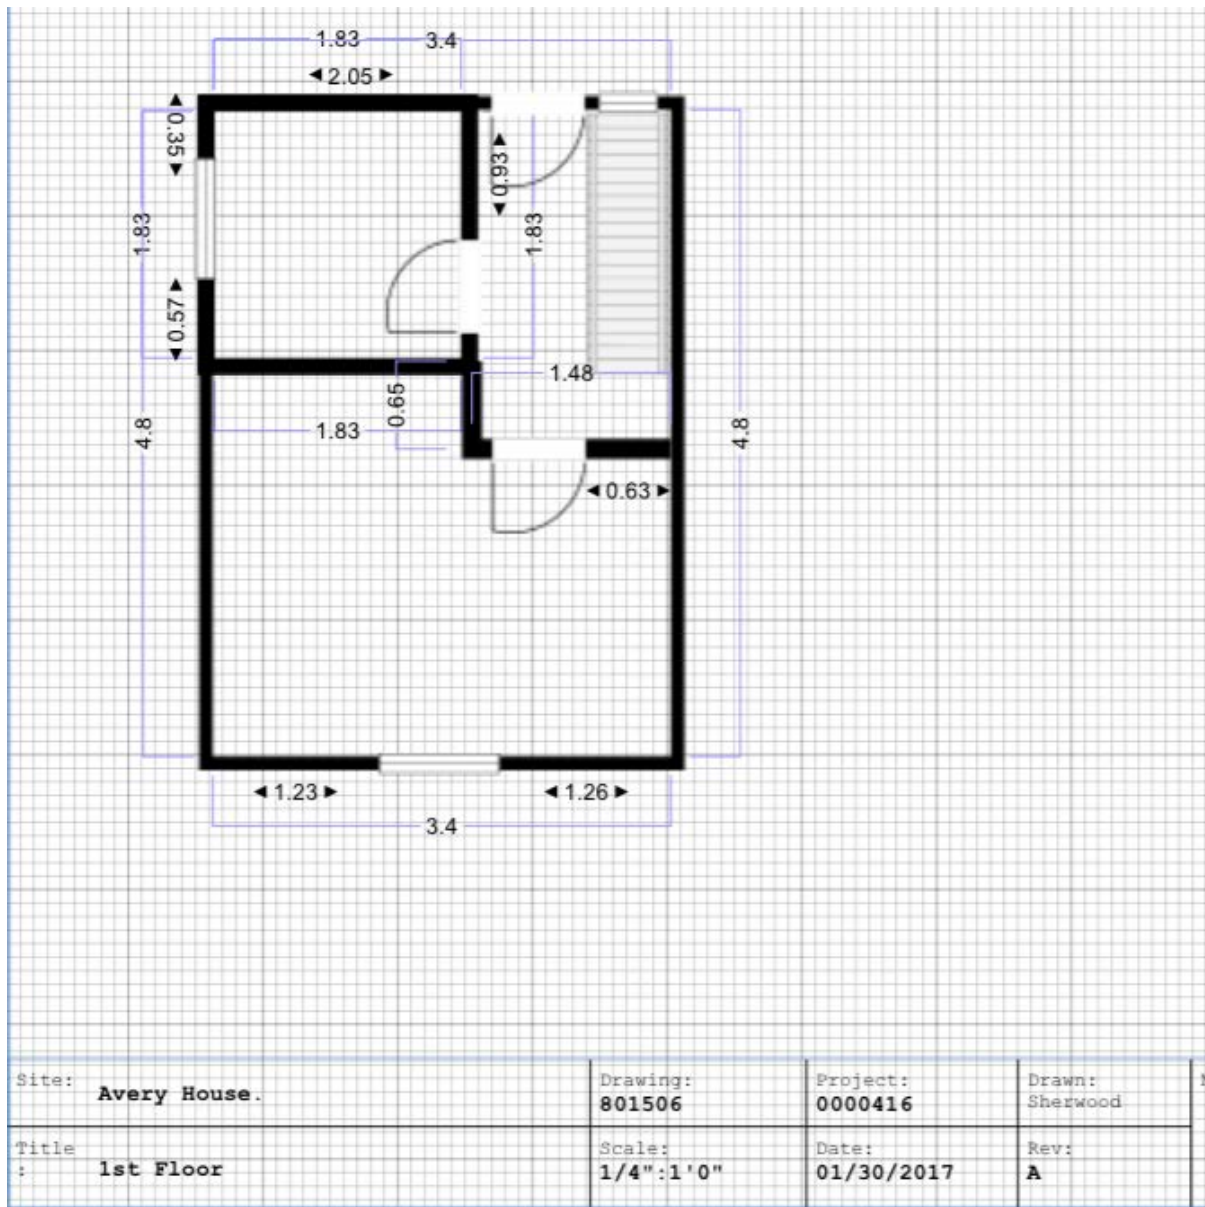 1.83 3.4
2.05
0.35
0.93
1.83
1.83
0.57
1.48
0.65
1.83
4.8
4.8
0.63
1.23 1.26
3.4
Site: Avery House.
Drawing: 801506
Project: 0000416
Drawn: Sherwood
Title: 1st Floor
Scale: 1/4":1'0"
Date: 01/30/2017
Rev: A